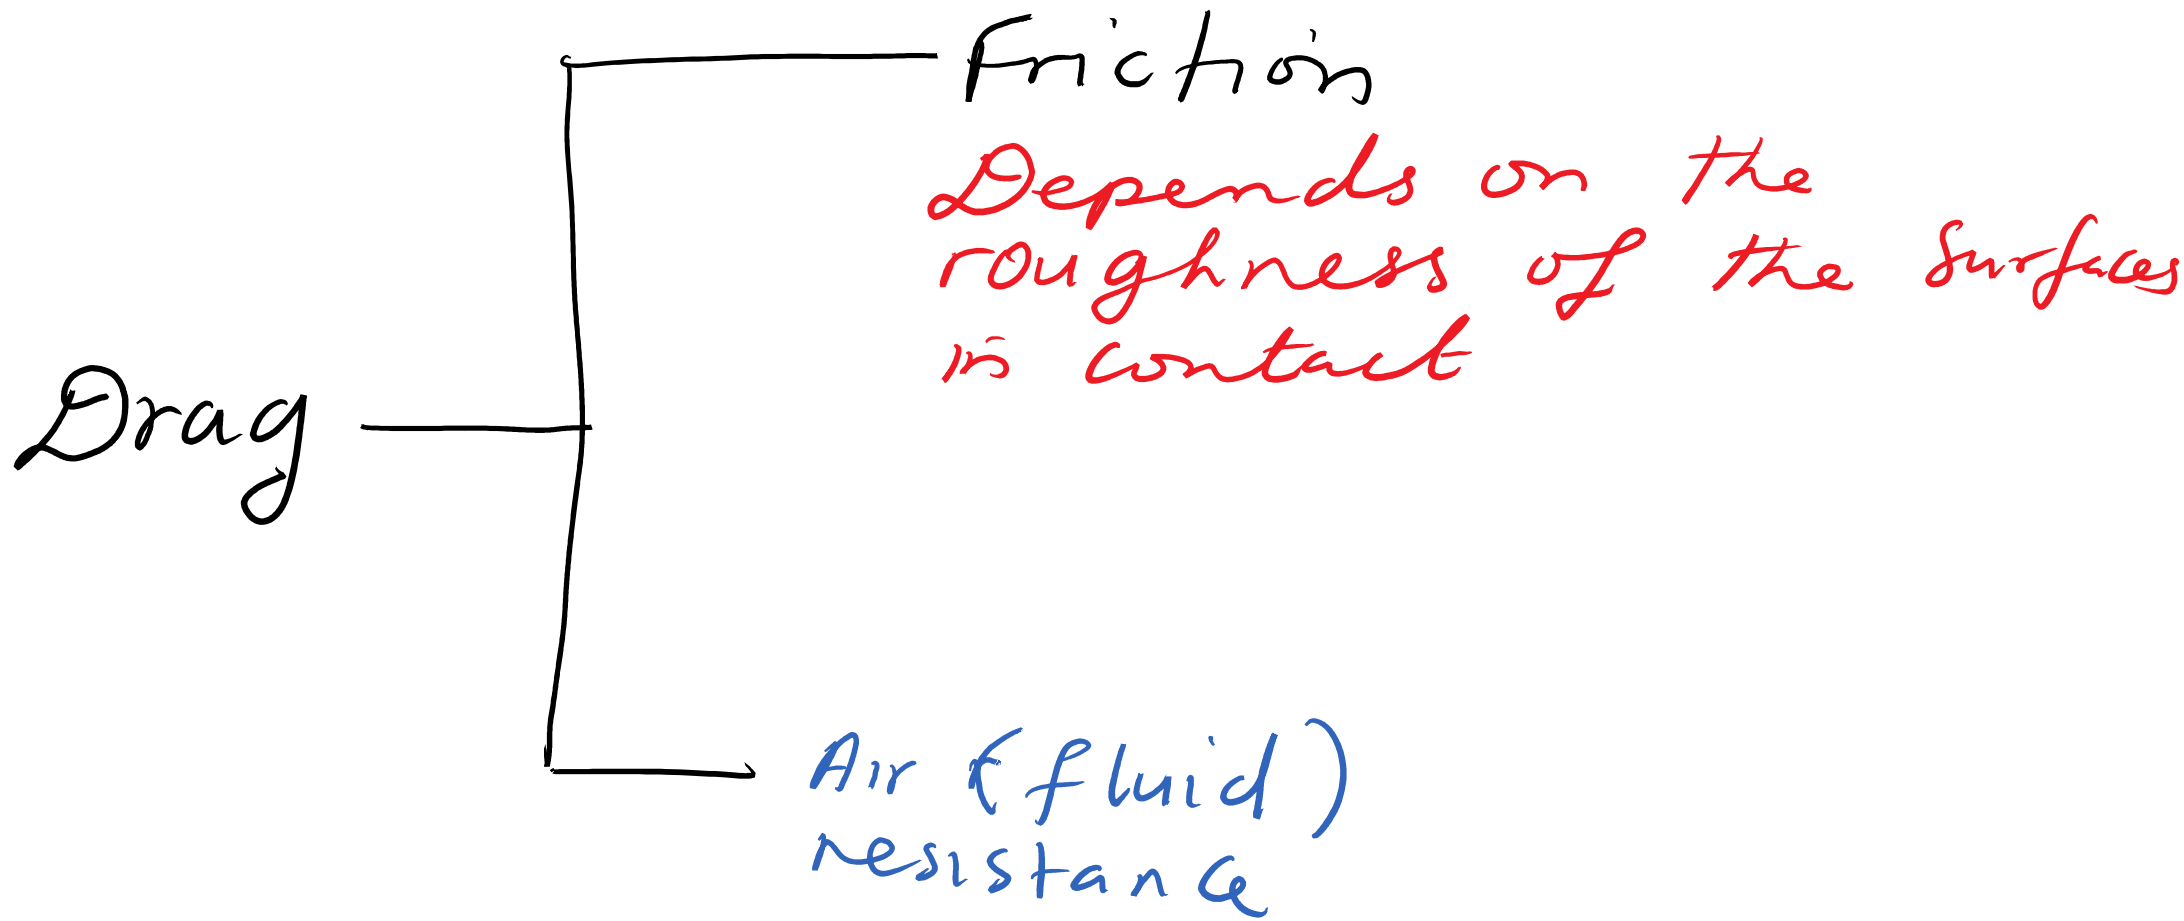 Friction
Depends on the
roughness of the surfaces
in contact
Drag
Air (fluid)
resistance